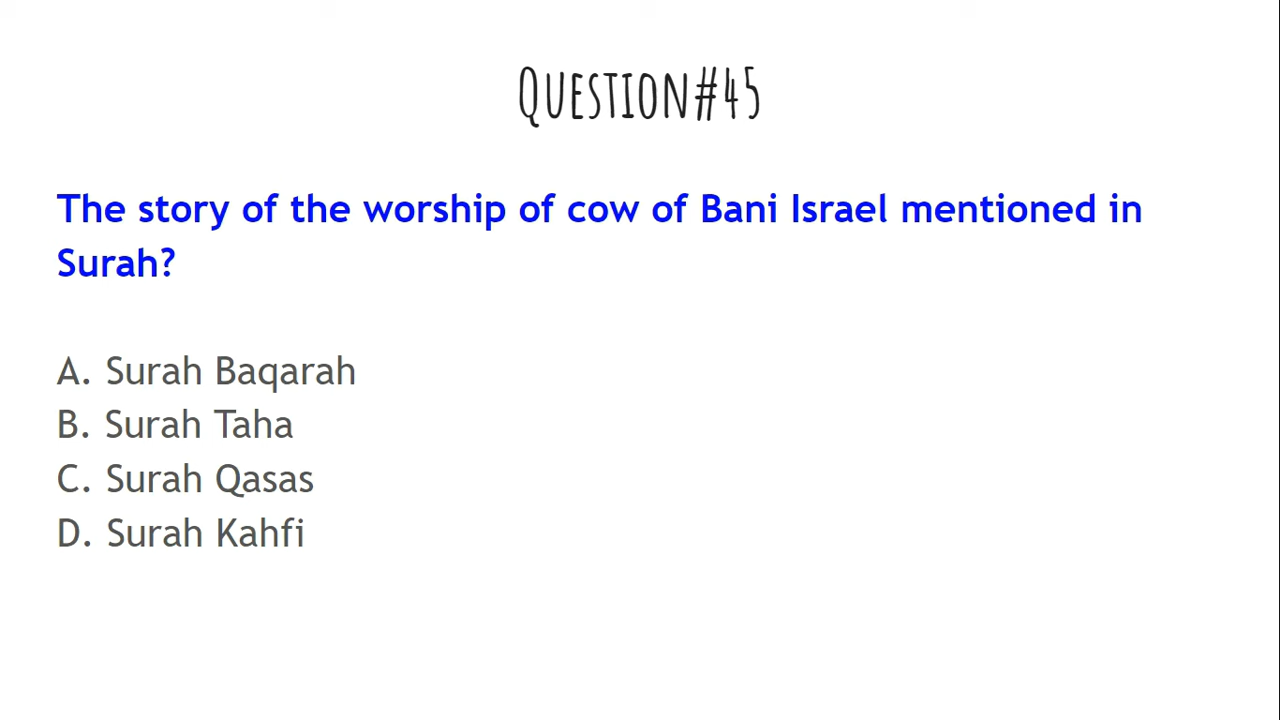 Question#45
The story of the worship of cow of Bani Israel mentioned in
Surah?
A. Surah Baqarah
B. Surah Taha
C. Surah Qasas
D. Surah Kahfi